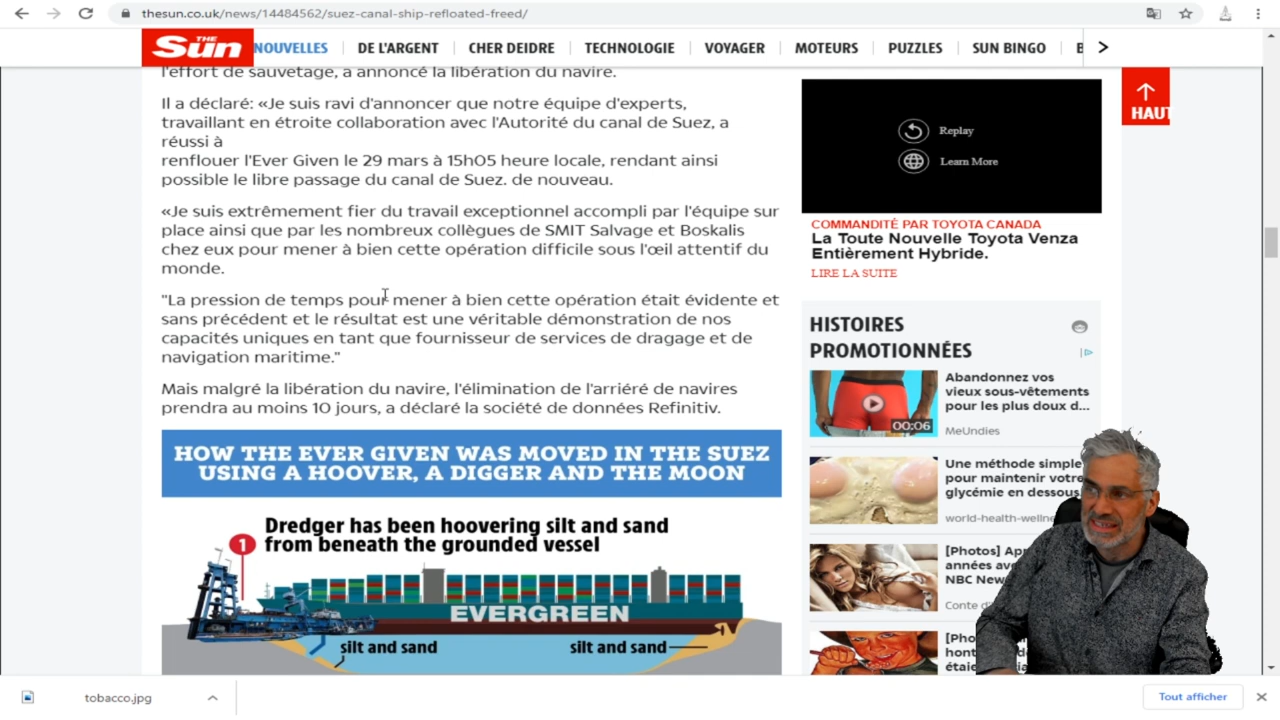 thesun.co.uk/news/14484562/suez-canal-ship-refloated-freed/
THE
Sun
NOUVELLES
DE L'ARGENT
CHER DEIDRE
TECHNOLOGIE
VOYAGER
MOTEURS
PUZZLES
SUN BINGO
l'effort de sauvetage, a annoncé la libération du navire.
Il a déclaré: «Je suis ravi d'annoncer que notre équipe d'experts,
travaillant en étroite collaboration avec l'Autorité du canal de Suez, a
réussi à
renflouer l'Ever Given le 29 mars à 15h05 heure locale, rendant ainsi
possible le libre passage du canal de Suez. de nouveau.
«Je suis extrêmement fier du travail exceptionnel accompli par l'équipe sur
place ainsi que par les nombreux collègues de SMIT Salvage et Boskalis
chez eux pour mener à bien cette opération difficile sous l'œil attentif du
monde.
"La pression de temps pour mener à bien cette opération était évidente et
sans précédent et le résultat est une véritable démonstration de nos
capacités uniques en tant que fournisseur de services de dragage et de
navigation maritime."
Mais malgré la libération du navire, l'élimination de l'arriéré de navires
prendra au moins 10 jours, a déclaré la société de données Refinitiv.
HOW THE EVER GIVEN WAS MOVED IN THE SUEZ
USING A HOOVER, A DIGGER AND THE MOON
1
Dredger has been hoovering silt and sand
from beneath the grounded vessel
EVERGREEN
silt and sand
silt and sand
Replay
Learn More
COMMANDITÉ PAR TOYOTA CANADA
La Toute Nouvelle Toyota Venza
Entièrement Hybride.
LIRE LA SUITE
HAUT
HISTOIRES
PROMOTIONNÉES
Abandonnez vos
vieux sous-vêtements
pour les plus doux d...
00:06
MeUndies
Une méthode simple
pour maintenir votre
glycémie en dessous
[Photos]
années
NBC
[Pho
hont
étaie
tobacco.jpg
Tout afficher